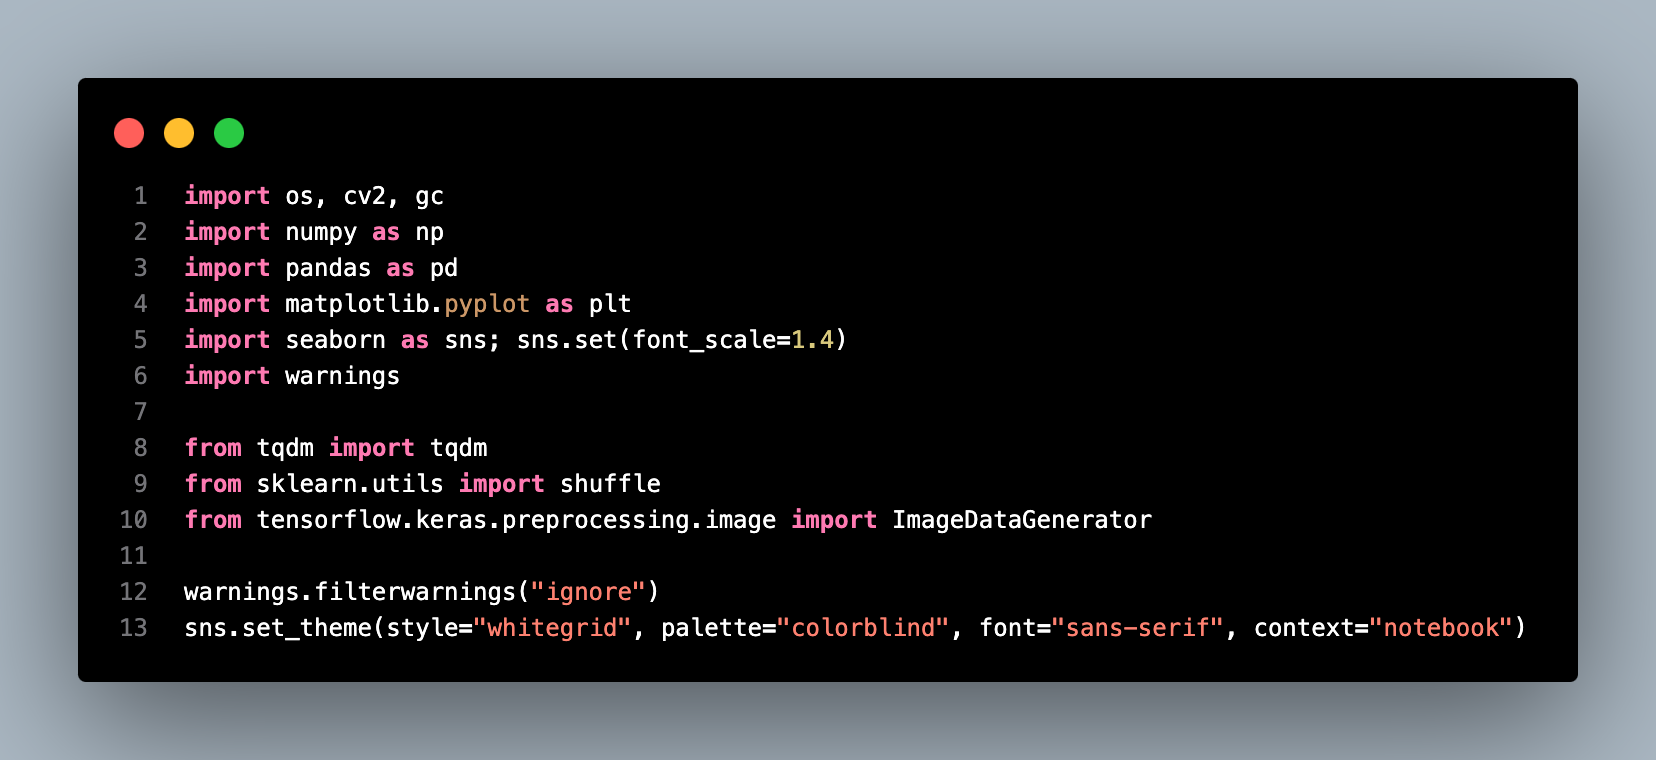 1 import os, cv2, gc
2 import numpy as np
3 import pandas as pd
4 import matplotlib.pyplot as plt
5 import seaborn as sns; sns.set(font_scale=1.4)
6 import warnings
7
8 from tqdm import tqdm
9 from sklearn.utils import shuffle
10 from tensorflow.keras.preprocessing.image import ImageDataGenerator
11
12 warnings.filterwarnings("ignore")
13 sns.set_theme(style="whitegrid", palette="colorblind", font="sans-serif", context="notebook")